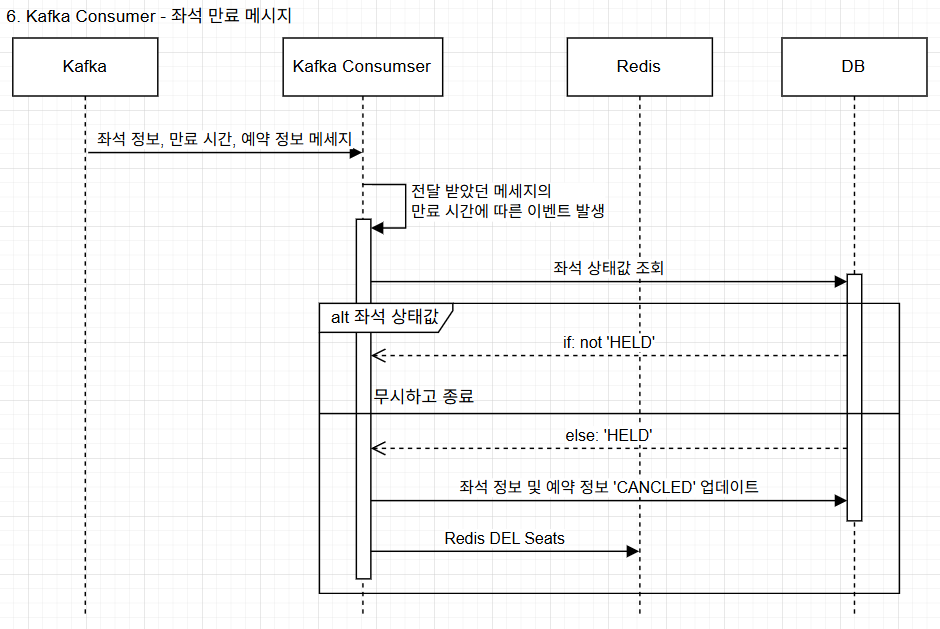 6. Kafka Consumer - 좌석 만료 메시지
Kafka
Kafka Consumser
Redis
DB
좌석 정보, 만료 시간, 예약 정보 메세지
전달 받았던 메세지의
만료 시간에 따른 이벤트 발생
좌석 상태값 조회
alt 좌석 상태값
if: not 'HELD'
무시하고 종료
else: 'HELD'
좌석 정보 및 예약 정보 'CANCLED' 업데이트
Redis DEL Seats